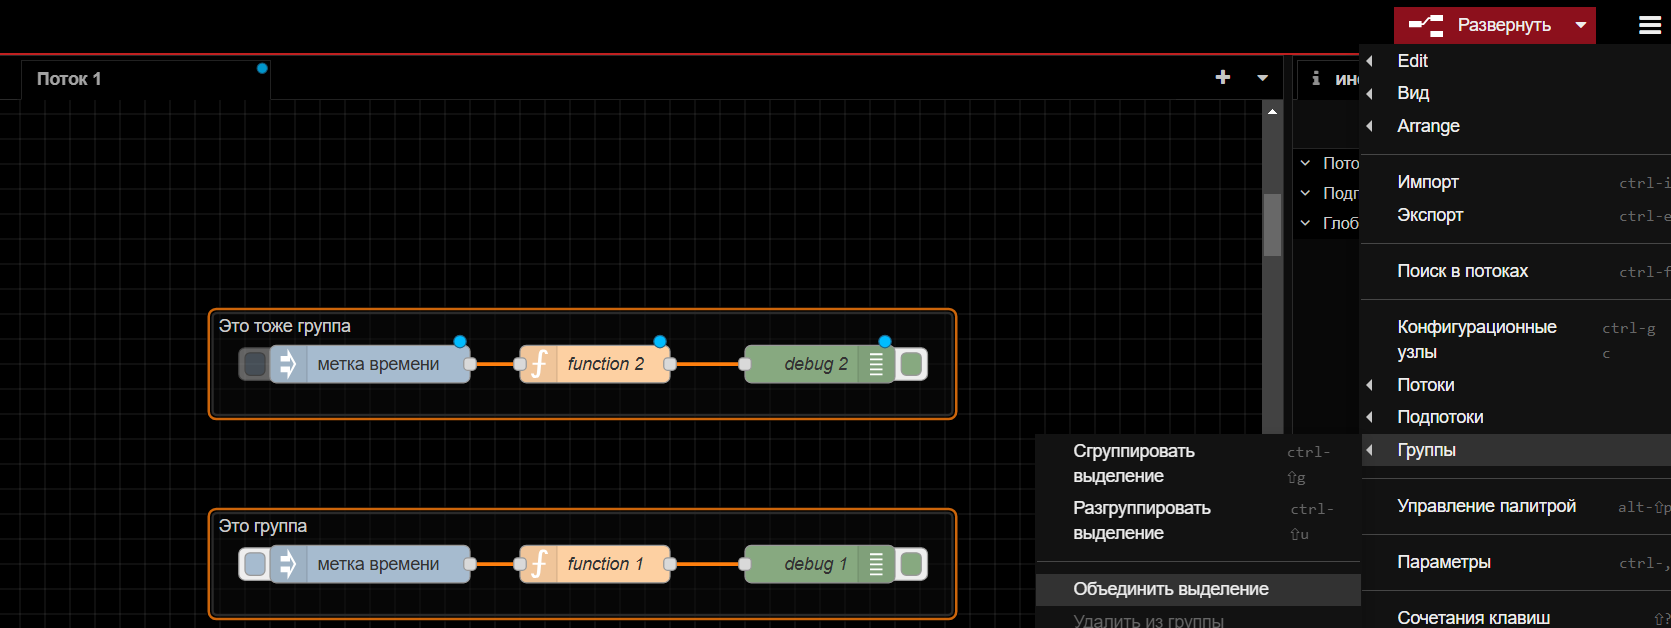 Развернуть
Поток 1
инс
Пото
Подг
Глоб
Это тоже группа
метка времени
function 2
debug 2
Это группа
метка времени
function 1
debug 1
Edit
Вид
Arrange
Импорт ctrl-i
Экспорт ctrl-e
Поиск в потоках ctrl-f
Конфигурационные ctrl-g
узлы c
Потоки
Подпотоки
Группы
Управление палитрой alt-⇧p
Параметры ctrl-,
Сочетания клавиш ⇧?
Сгруппировать ctrl-
выделение ⇧g
Разгруппировать ctrl-
выделение ⇧u
Объединить выделение
Удалить из группы